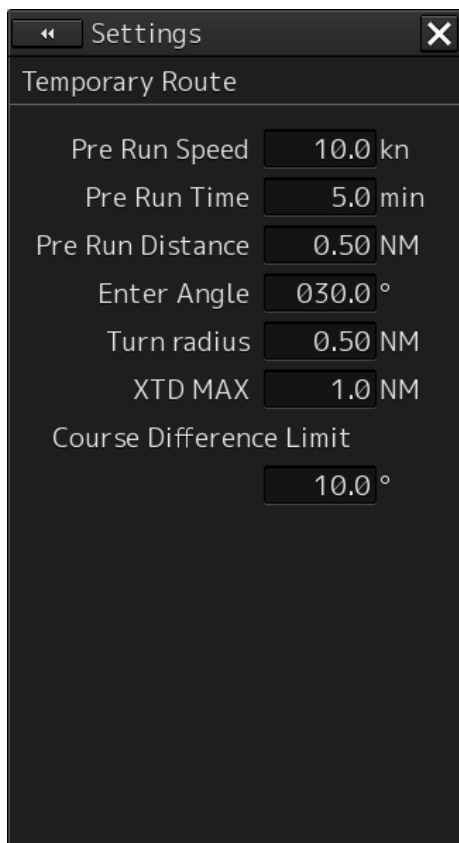 Settings
Temporary Route
Pre Run Speed 10.0 kn
Pre Run Time 5.0 min
Pre Run Distance 0.50 NM
Enter Angle 030.0 °
Turn radius 0.50 NM
XTD MAX 1.0 NM
Course Difference Limit
10.0 °